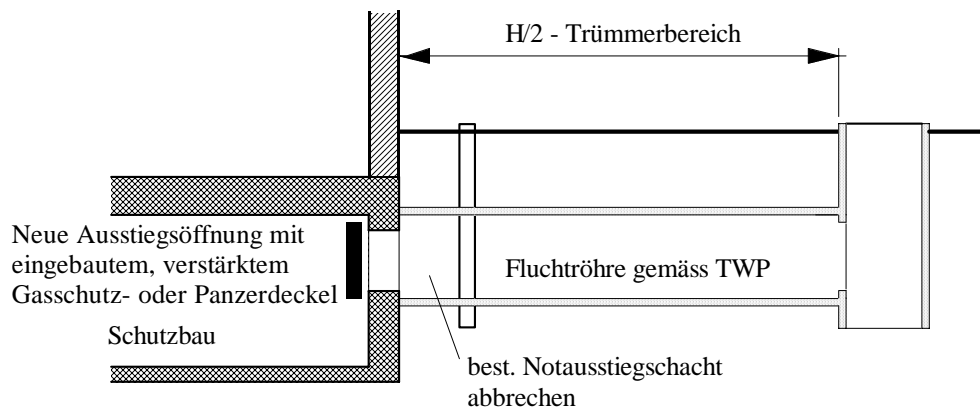 H/2 - Trümmerbereich
Neue Ausstiegsöffnung mit
eingebautem, verstärktem
Gasschutz- oder Panzerdeckel
Fluchtröhre gemäss TWP
Schutzbau
best. Notausstiegschacht
abbrechen